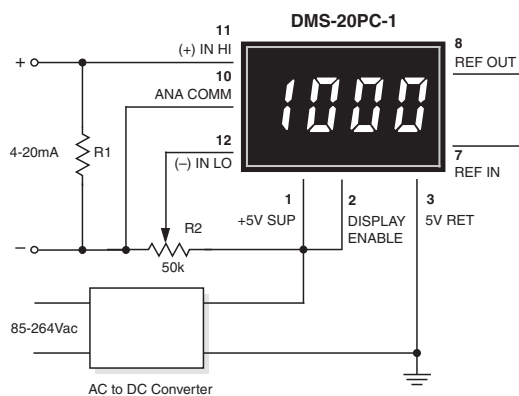 DMS-20PC-1
11
(+) IN HI
10
ANA COMM
12
(–) IN LO
8
REF OUT
7
REF IN
1000
+
4-20mA
R1
–
R2
50k
1
+5V SUP
2
DISPLAY
ENABLE
3
5V RET
85-264Vac
AC to DC Converter